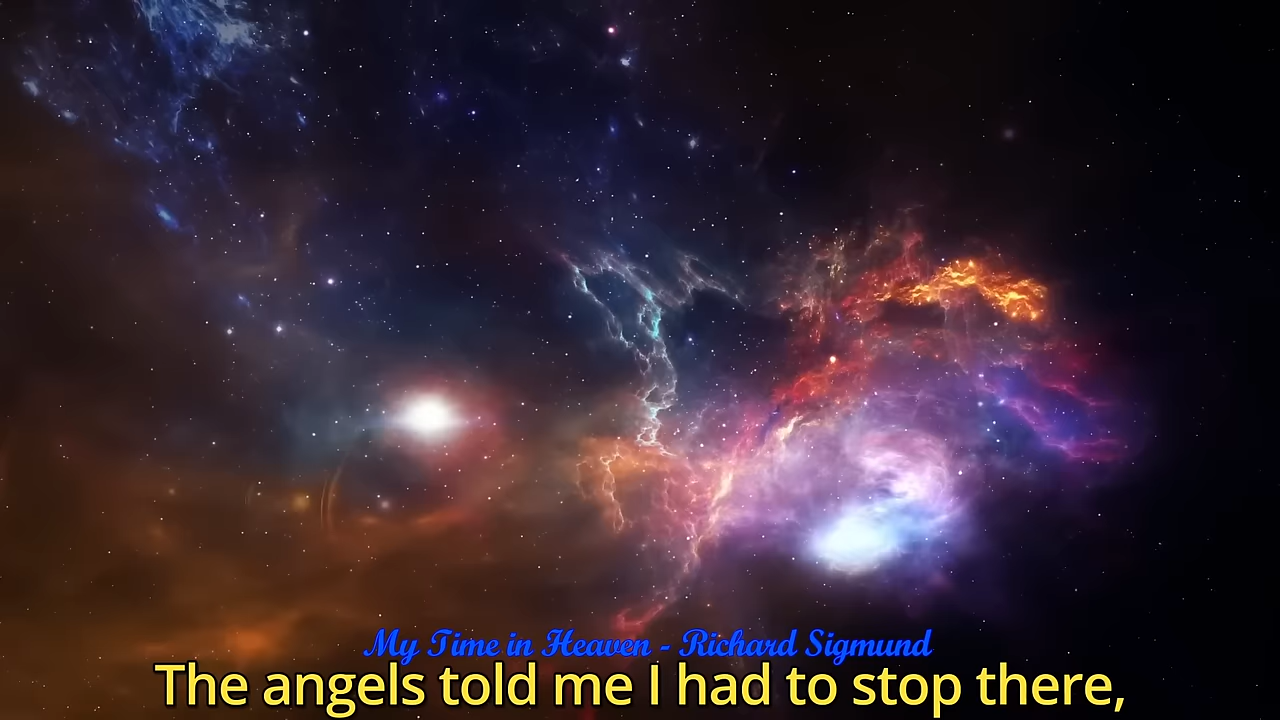 My Time in Heaven - Richard Sigmund
The angels told me I had to stop there,